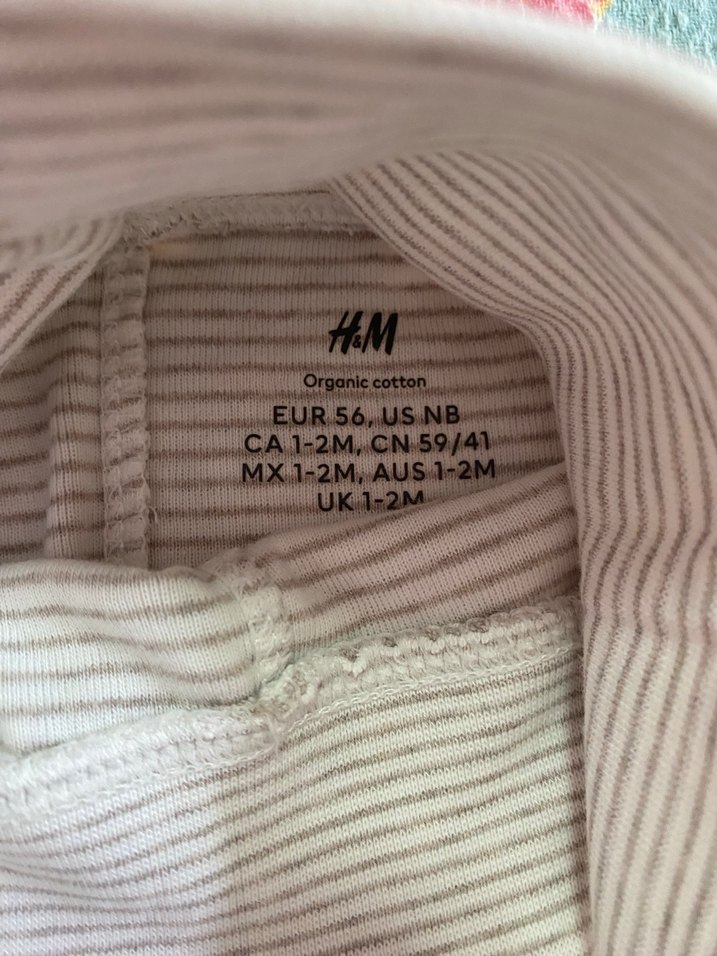 H&M
Organic cotton
EUR 56, US NB
CA 1-2M, CN 59/41
MX 1-2M, AUS 1-2M
UK 1-2M